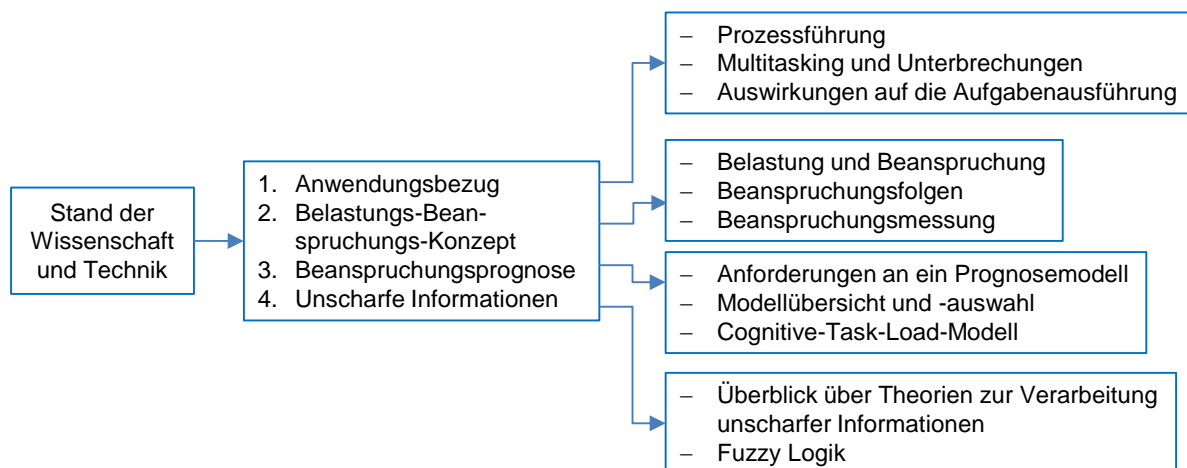 Stand der
Wissenschaft
und Technik
1. Anwendungsbezug
2. Belastungs-Bean-
spruchungs-Konzept
3. Beanspruchungsprognose
4. Unscharfe Informationen
– Prozessführung
– Multitasking und Unterbrechungen
– Auswirkungen auf die Aufgabenausführung
– Belastung und Beanspruchung
– Beanspruchungsfolgen
– Beanspruchungsmessung
– Anforderungen an ein Prognosemodell
– Modellübersicht und -auswahl
– Cognitive-Task-Load-Modell
– Überblick über Theorien zur Verarbeitung
unscharfer Informationen
– Fuzzy Logik